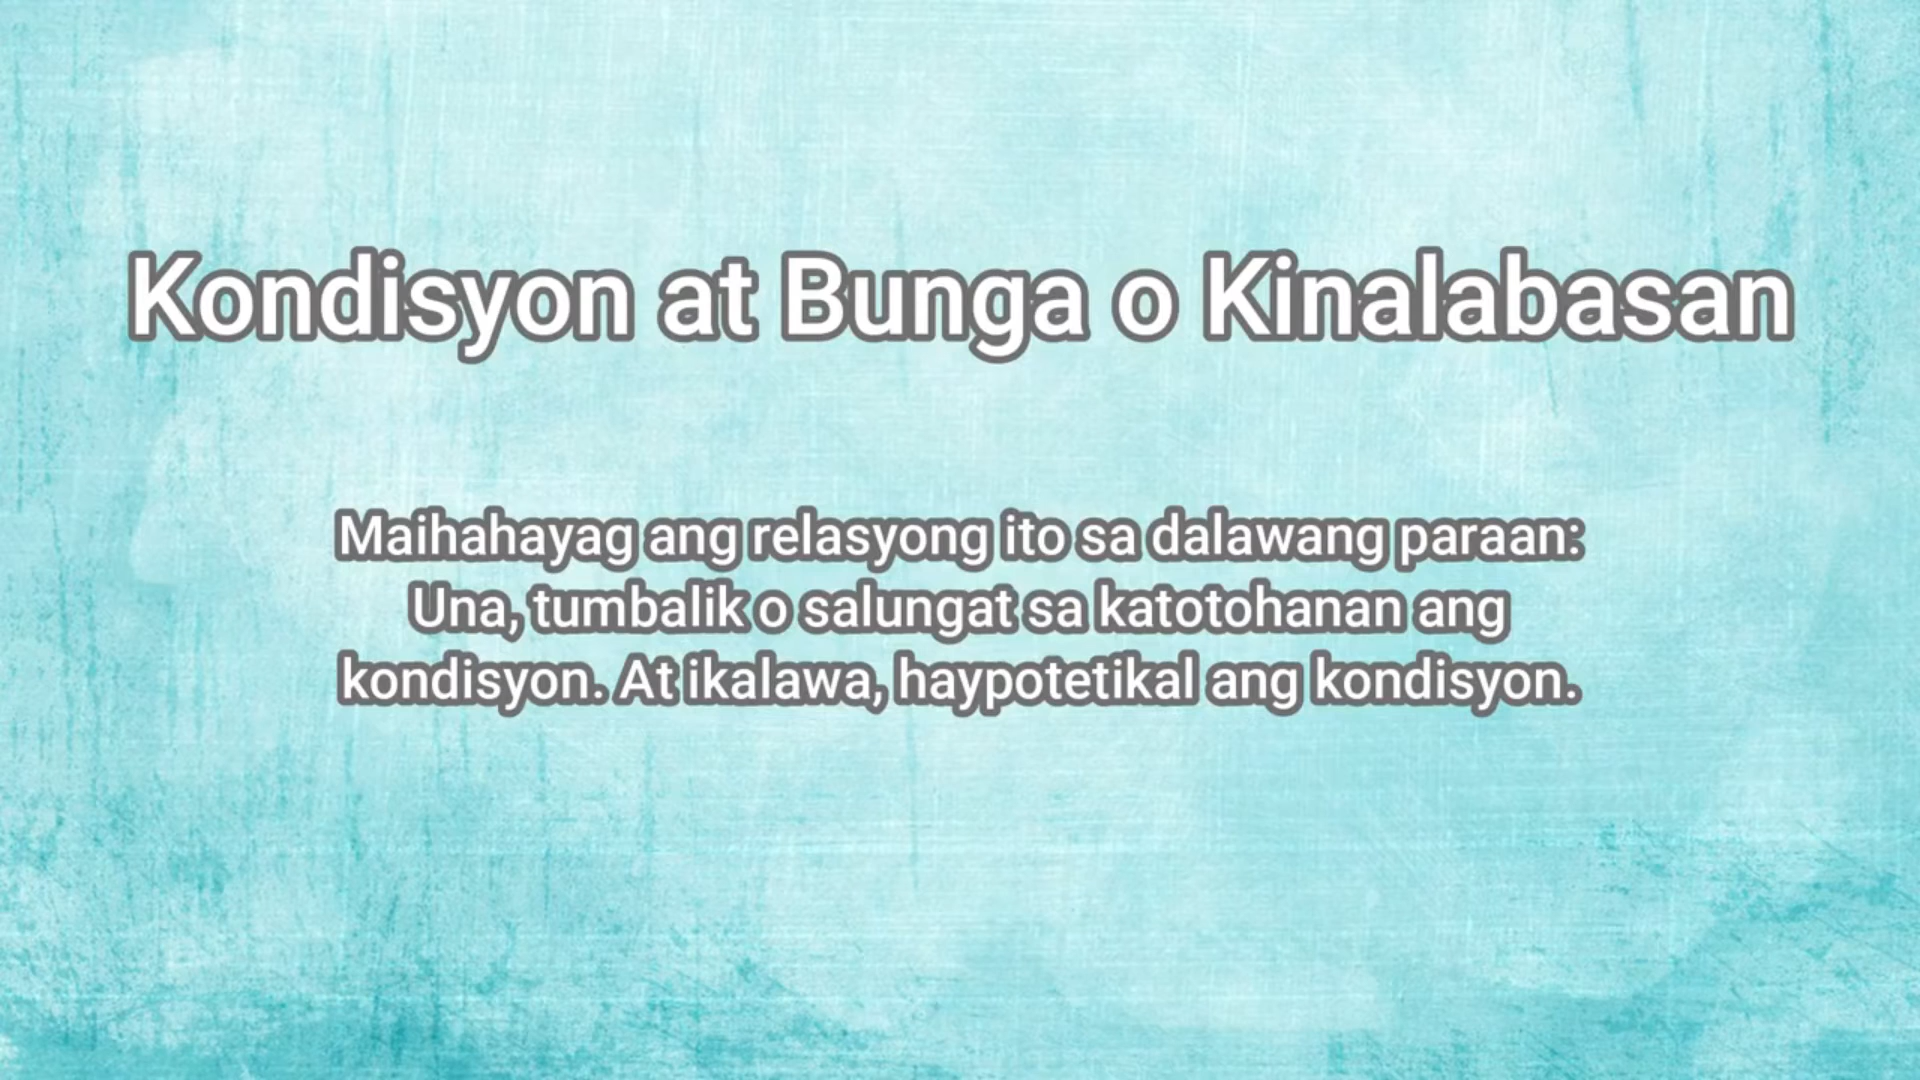 Kondisyon at Bunga o Kinalabasan
Maihahayag ang relasyong ito sa dalawang paraan:
Una, tumbalik o salungat sa katotohanan ang
kondisyon. At ikalawa, haypotetikal ang kondisyon.